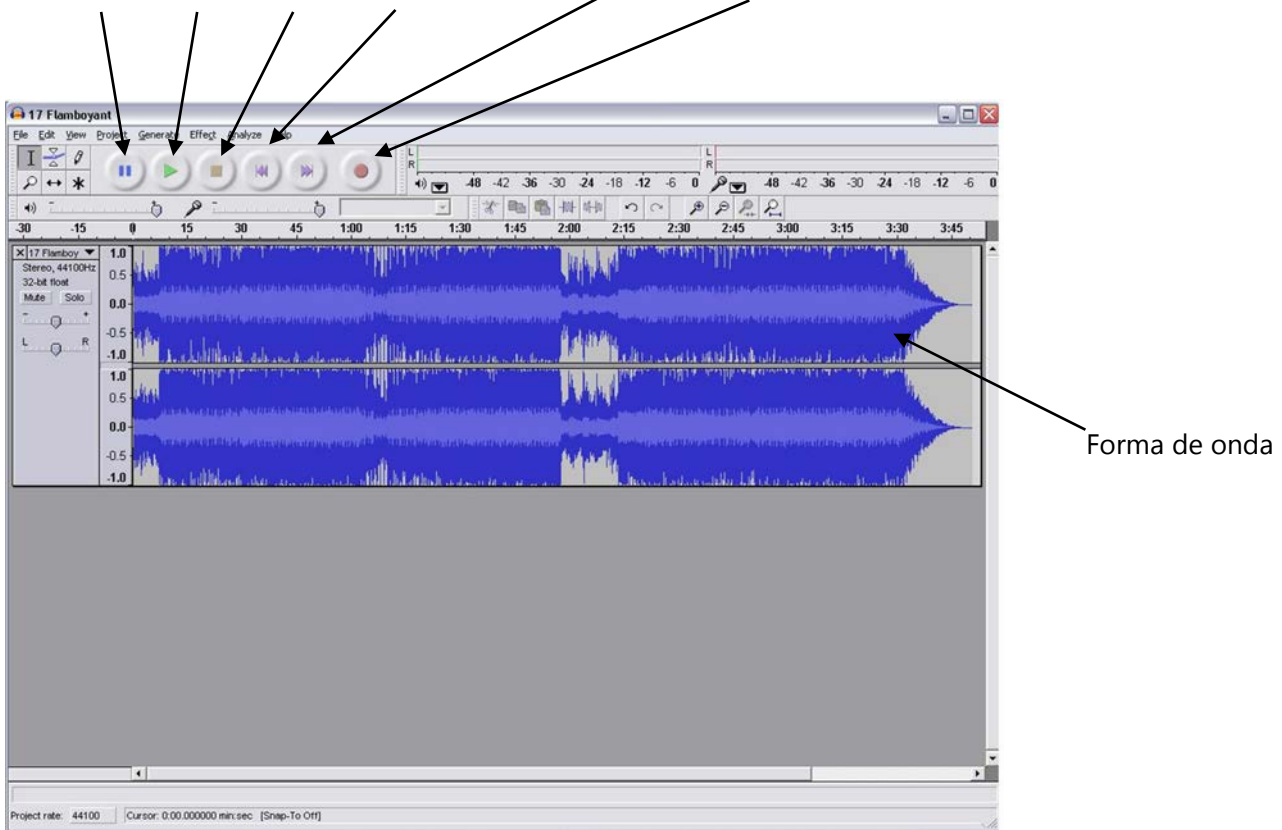 17 Flamboyant
File Edit View Project Generate Effect Analyze
L
R
-48 -42 -36 -30 -24 -18 -12 -6 0
L
R
-48 -42 -36 -30 -24 -18 -12 -6 0
-30 -15 0 15 30 45 1:00 1:15 1:30 1:45 2:00 2:15 2:30 2:45 3:00 3:15 3:30 3:45
17 Flamboy
Stereo, 44100Hz
32-bit float
Mute Solo
- +
L R
1.0
0.5
0.0
-0.5
-1.0
1.0
0.5
0.0
-0.5
-1.0
Forma de onda
Project rate: 44100 Cursor: 0:00.000000 min:sec [Snap-To Off]